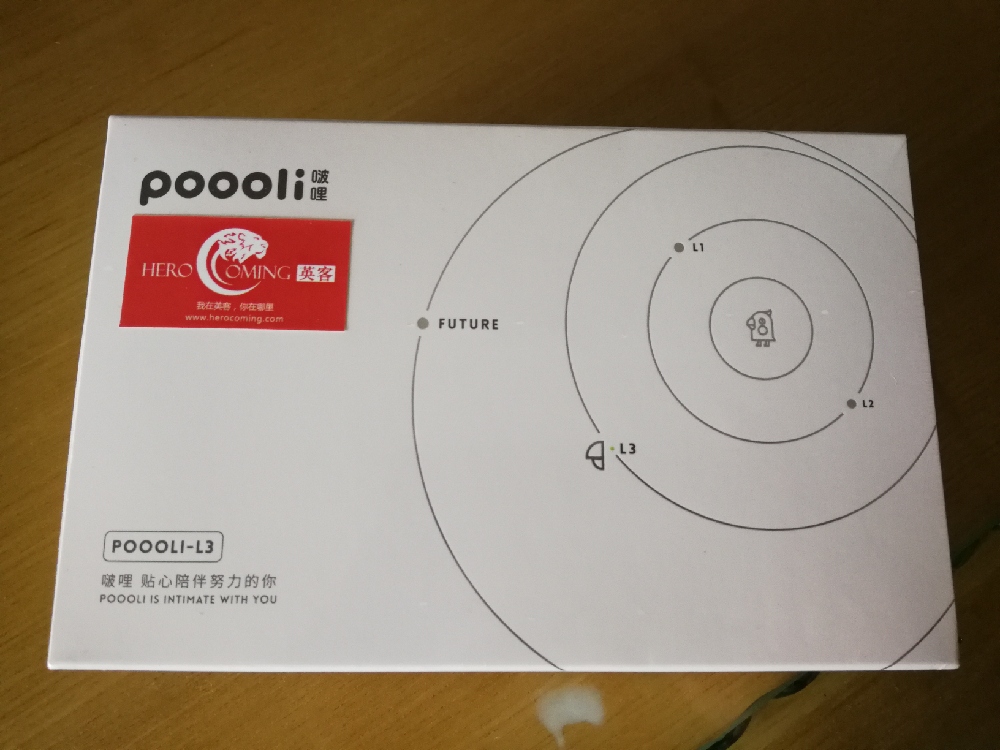 poooli 啵哩
HERO COMING 英客
我在英客,你在哪里
www.herocoming.com
L1
FUTURE
L2
L3
POOOLI-L3
啵哩 贴心陪伴努力的你
POOOLI IS INTIMATE WITH YOU